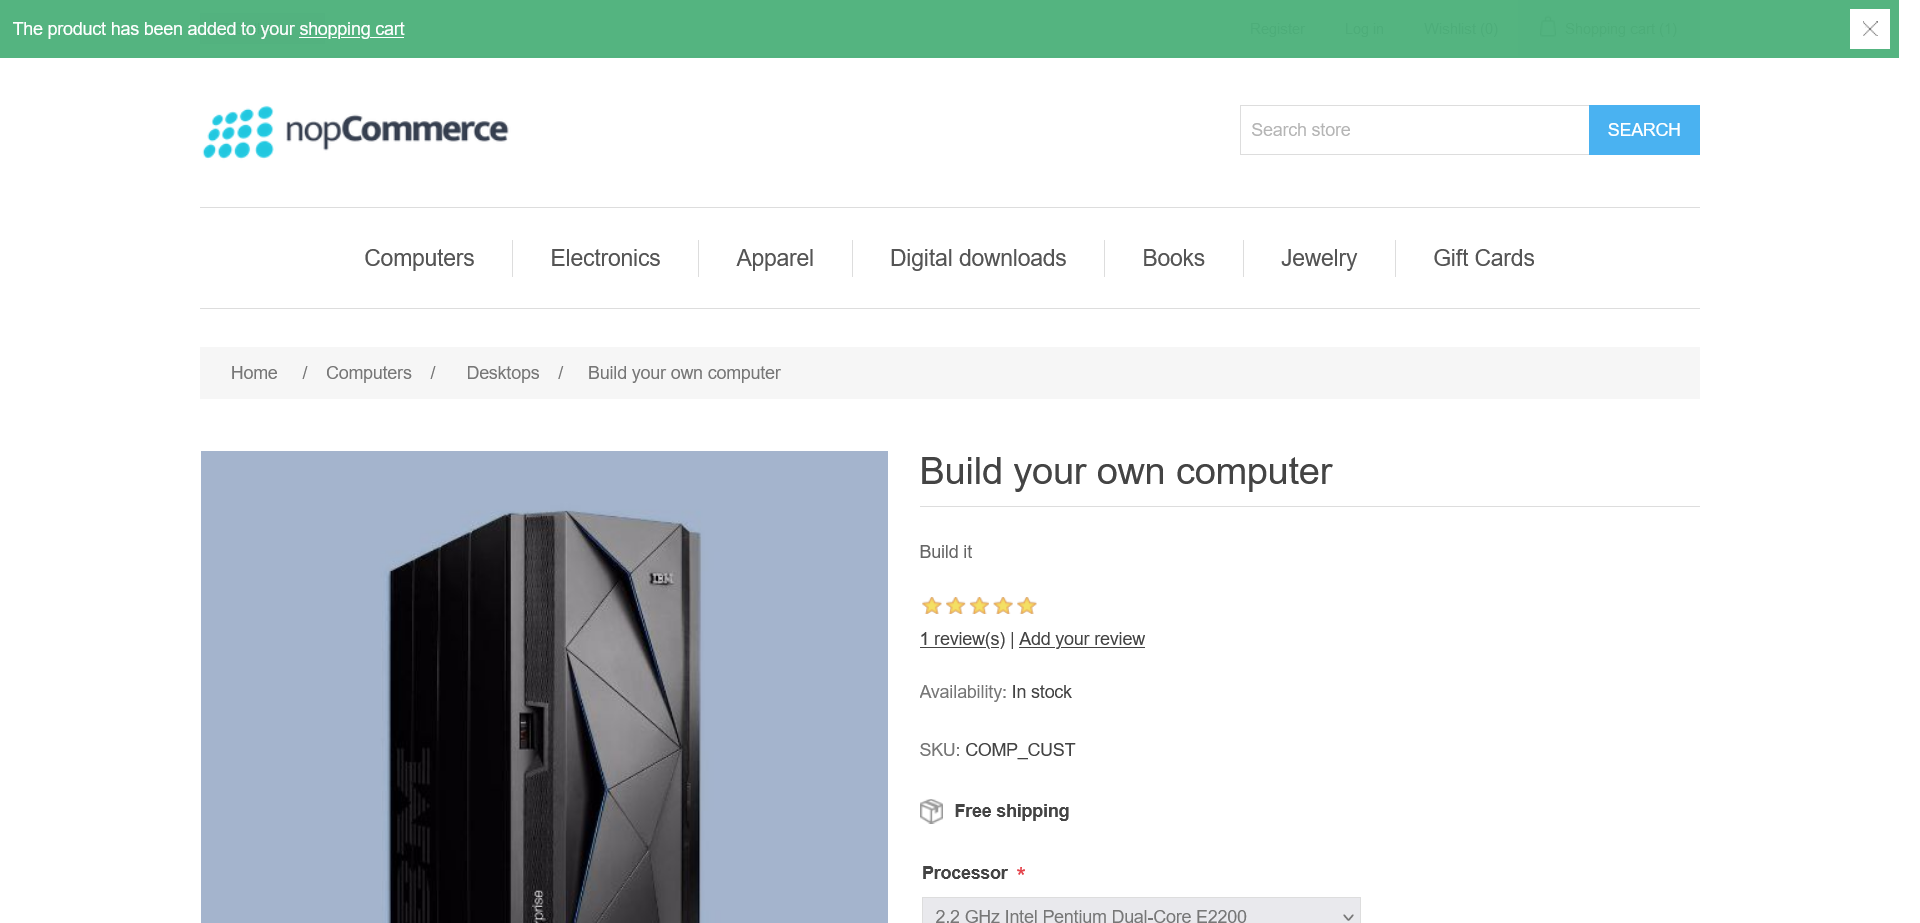 The product has been added to your shopping cart
Register Log in Wishlist (0) Shopping cart (1)
nopCommerce
Search store
SEARCH
Computers Electronics Apparel Digital downloads Books Jewelry Gift Cards
Home / Computers / Desktops / Build your own computer
Build your own computer
Build it
IBM
1 review(s) | Add your review
Availability: In stock
SKU: COMP_CUST
Free shipping
Processor *
2.2 GHz Intel Pentium Dual-Core E2200